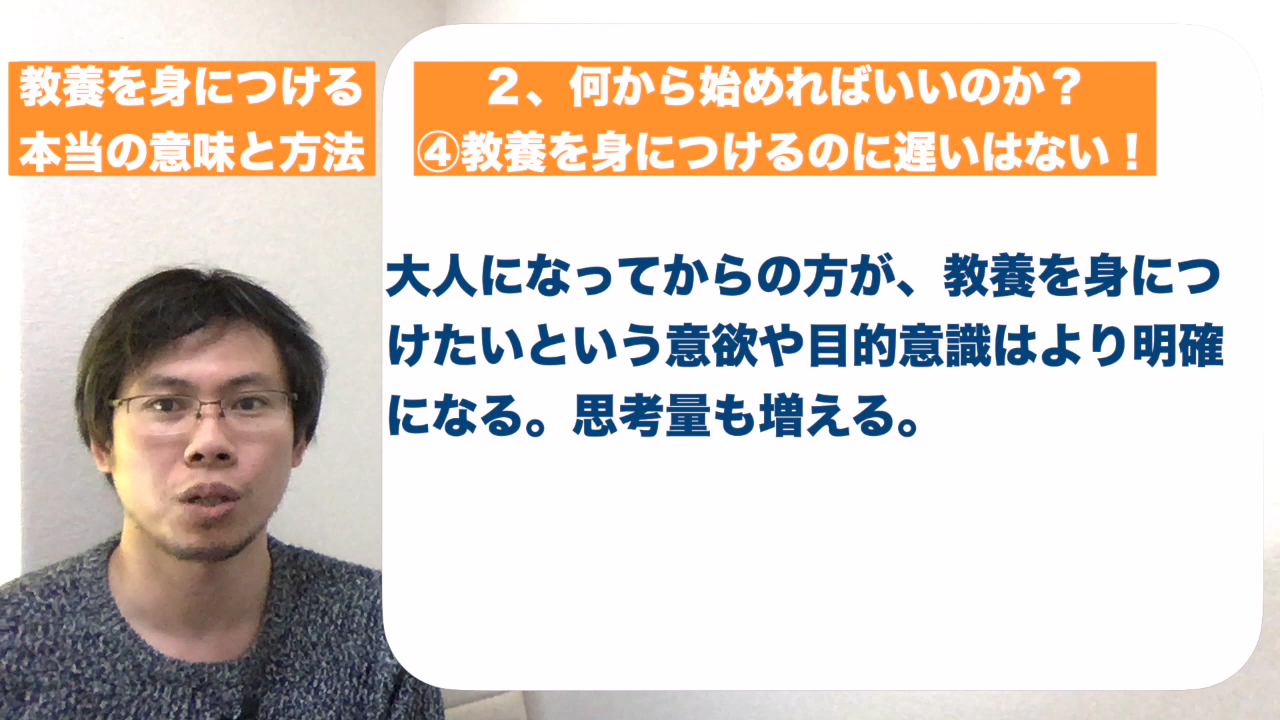 教養を身につける
本当の意味と方法
２、何から始めればいいのか？
④教養を身につけるのに遅いはない！
大人になってからの方が、教養を身につ
けたいという意欲や目的意識はより明確
になる。思考量も増える。